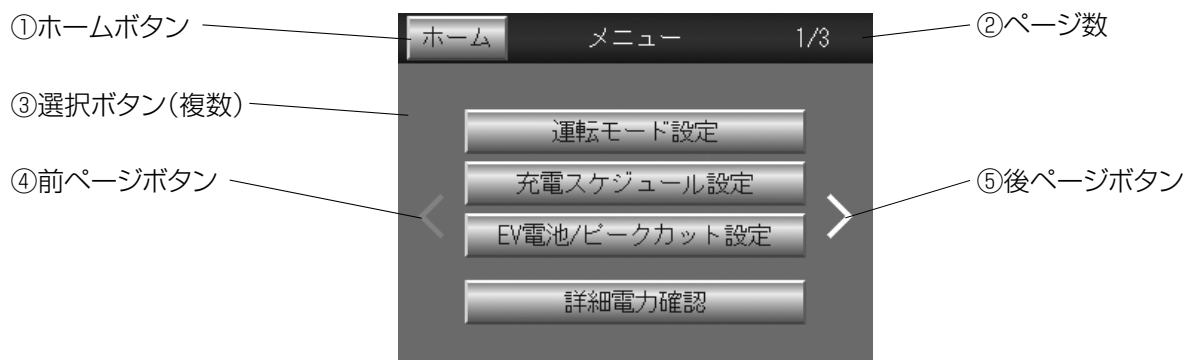 ①ホームボタン
ホーム
メニュー
1/3
②ページ数
③選択ボタン(複数)
運転モード設定
④前ページボタン
充電スケジュール設定
⑤後ページボタン
EV電池/ピークカット設定
詳細電力確認